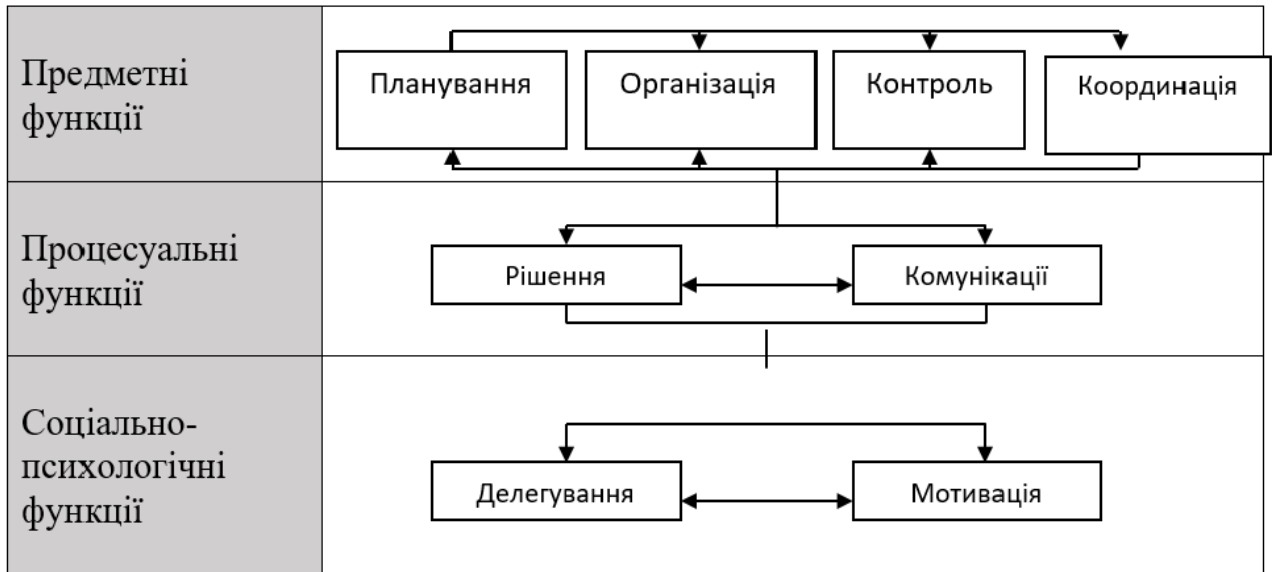 Предметні
функції
Планування
Організація
Контроль
Координація
Процесуальні
функції
Рішення
Комунікації
Соціально-
психологічні
функції
Делегування
Мотивація